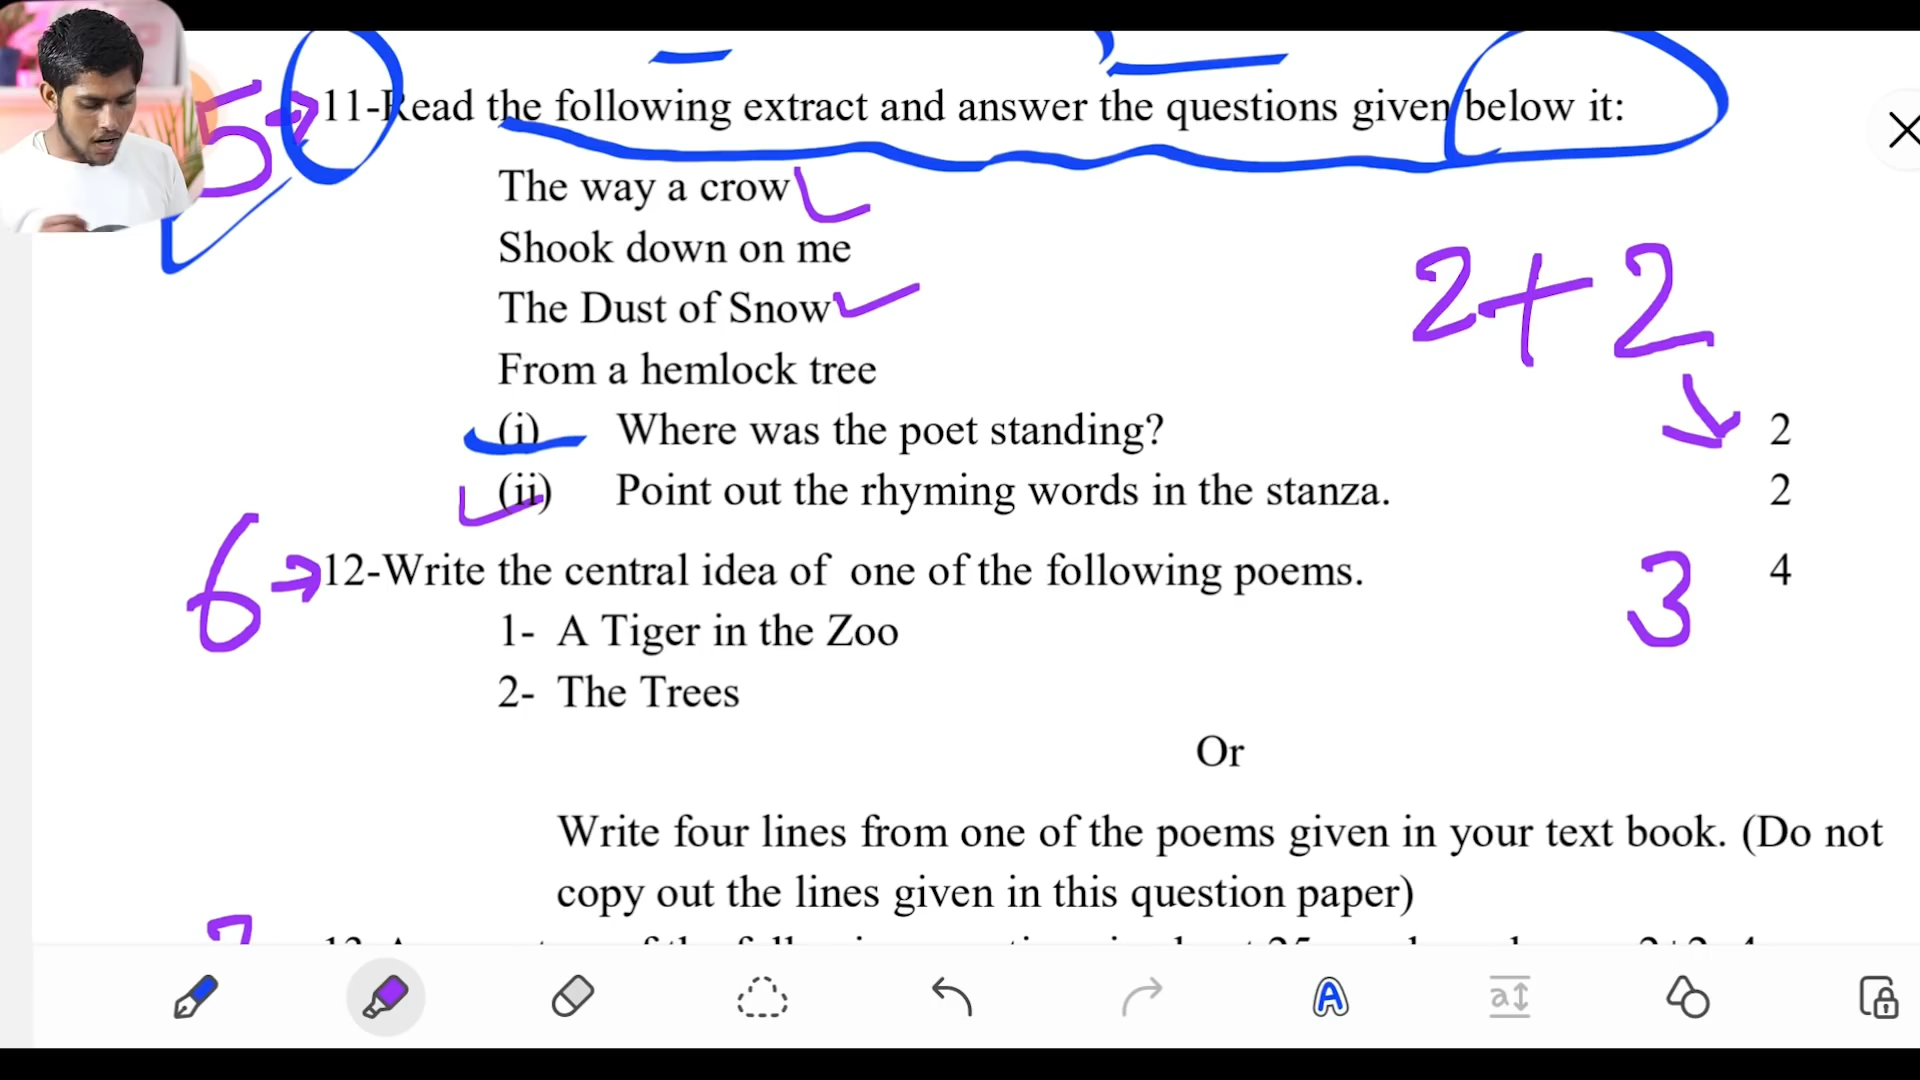 5→ 11-Read the following extract and answer the questions given below it:
The way a crow
Shook down on me
2+2
The Dust of Snow
From a hemlock tree
(i) Where was the poet standing? 2
(ii) Point out the rhyming words in the stanza. 2
6→ 12-Write the central idea of one of the following poems. 3 4
1- A Tiger in the Zoo
2- The Trees
Or
Write four lines from one of the poems given in your text book. (Do not
copy out the lines given in this question paper)